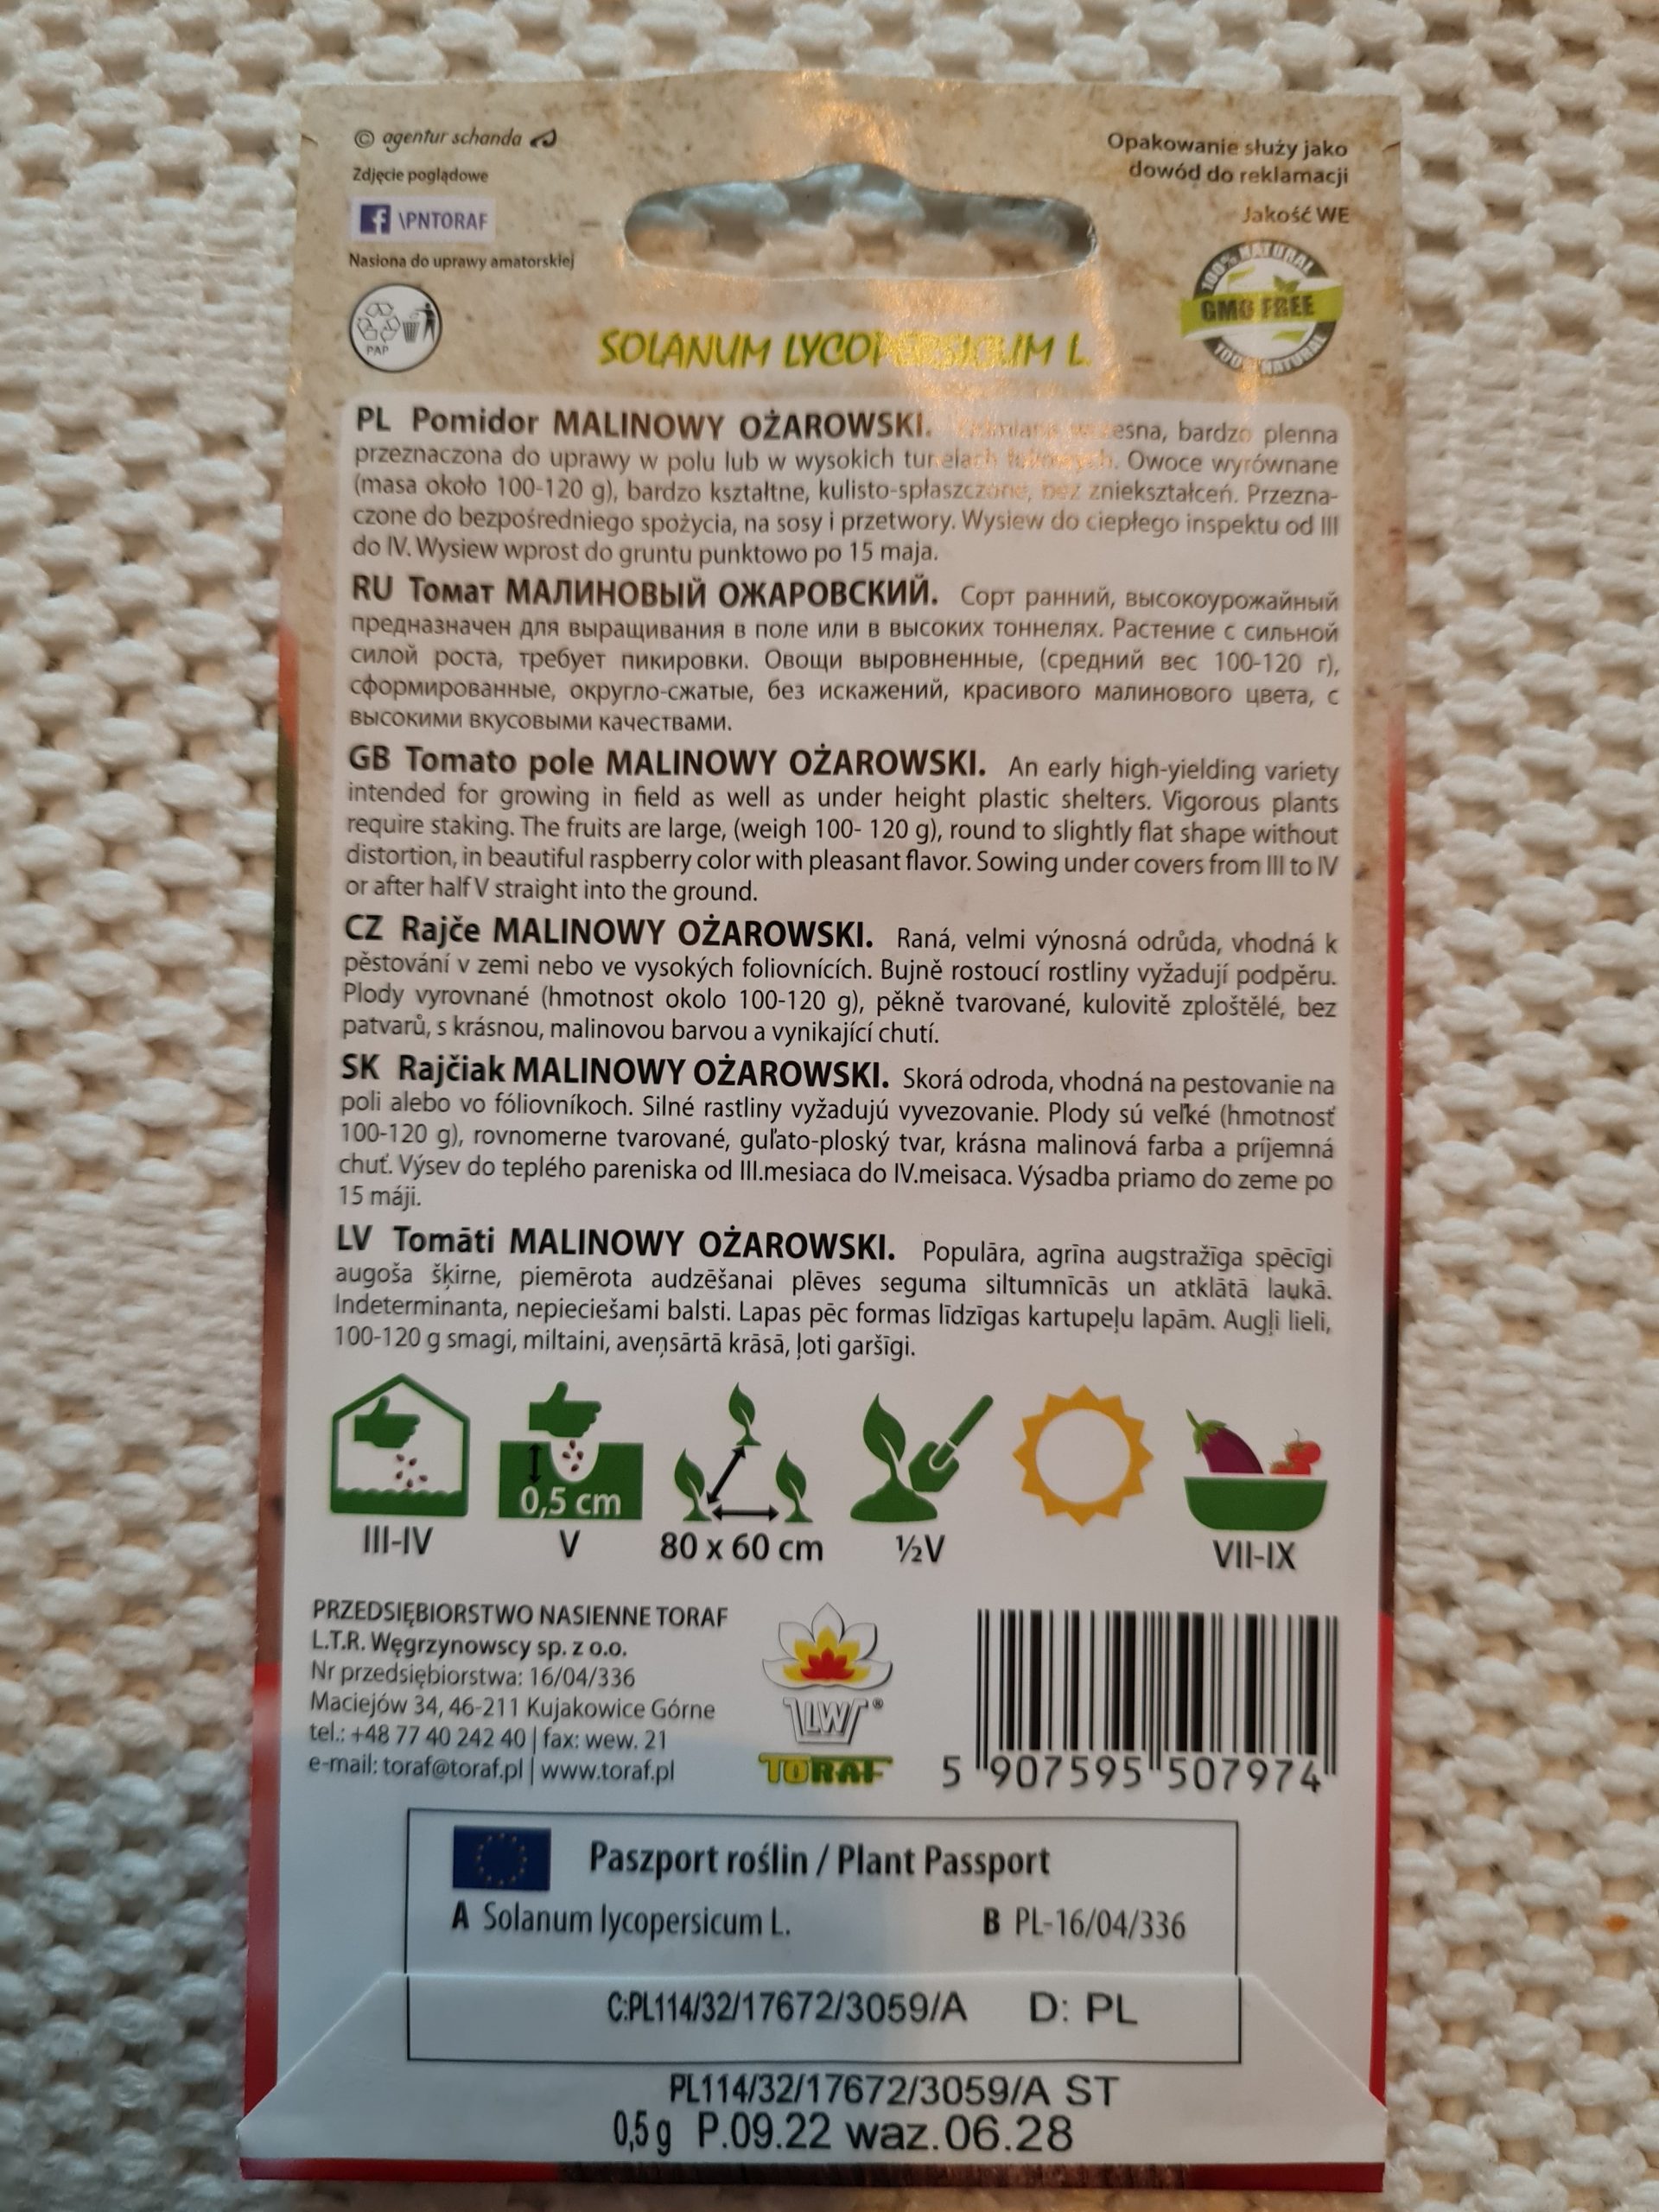 © agentur schanda
Zdjęcie poglądowe
f \PNTORAF
Nasiona do uprawy amatorskiej
PAP
Opakowanie służy jako
dowód do reklamacji
Jakość WE
100% NATURAL
GMO FREE
100% NATURAL
SOLANUM LYCOPERSICUM L.
PL Pomidor MALINOWY OŻAROWSKI. bardzo plenna
przeznaczona do uprawy w polu lub w wysokich tunelach foliowych. Owoce wyrównane
(masa około 100-120 g), bardzo kształtne, kulisto-spłaszczone, bez zniekształceń. Przezna-
czone do bezpośredniego spożycia, na sosy i przetwory. Wysiew do ciepłego inspektu od III
do IV. Wysiew wprost do gruntu punktowo po 15 maja.
RU Томат МАЛИНОВЫЙ ОЖАРОВСКИЙ. Сорт ранний, высокоурожайный
предназначен для выращивания в поле или в высоких тоннелях. Растение с сильной
силой роста, требует пикировки. Овощи выровненные, (средний вес 100-120 г),
сформированные, округло-сжатые, без искажений, красивого малинового цвета, с
высокими вкусовыми качествами.
GB Tomato pole MALINOWY OŻAROWSKI. An early high-yielding variety
intended for growing in field as well as under height plastic shelters. Vigorous plants
require staking. The fruits are large, (weigh 100- 120 g), round to slightly flat shape without
distortion, in beautiful raspberry color with pleasant flavor. Sowing under covers from III to IV
or after half V straight into the ground.
CZ Rajče MALINOWY OŻAROWSKI. Raná, velmi výnosná odrůda, vhodná k
pěstování v zemi nebo ve vysokých foliovnících. Bujně rostoucí rostliny vyžadují podpěru.
Plody vyrovnané (hmotnost okolo 100-120 g), pěkně tvarované, kulovitě zploštělé, bez
patvarů, s krásnou, malinovou barvou a vynikající chutí.
SK Rajčiak MALINOWY OŻAROWSKI. Skorá odroda, vhodná na pestovanie na
poli alebo vo fóliovníkoch. Silné rastliny vyžadujú vyvezovanie. Plody sú veľké (hmotnosť
100-120 g), rovnomerne tvarované, guľato-ploský tvar, krásna malinová farba a príjemná
chuť. Výsev do teplého pareniska od III.mesiaca do IV.meisaca. Výsadba priamo do zeme po
15 máji.
LV Tomāti MALINOWY OŻAROWSKI. Populāra, agrīna augstražīga spēcīgi
augoša šķirne, piemērota audzēšanai plēves seguma siltumnīcās un atklātā laukā.
Indeterminanta, nepieciešami balsti. Lapas pēc formas līdzīgas kartupeļu lapām. Augļi lieli,
100-120 g smagi, miltaini, aveņsārtā krāsā, ļoti garšīgi.
0,5 cm
III-IV V 80 x 60 cm ½V VII-IX
PRZEDSIĘBIORSTWO NASIENNE TORAF
L.T.R. Węgrzynowscy sp. z o.o.
Nr przedsiębiorstwa: 16/04/336
Maciejów 34, 46-211 Kujakowice Górne
tel.: +48 77 40 242 40 | fax: wew. 21
e-mail: toraf@toraf.pl | www.toraf.pl
LWT®
TORAF
5 907595 507974
Paszport roślin / Plant Passport
A Solanum lycopersicum L. B PL-16/04/336
C:PL114/32/17672/3059/A D: PL
PL114/32/17672/3059/A ST
0,5g P.09.22 waz.06.28